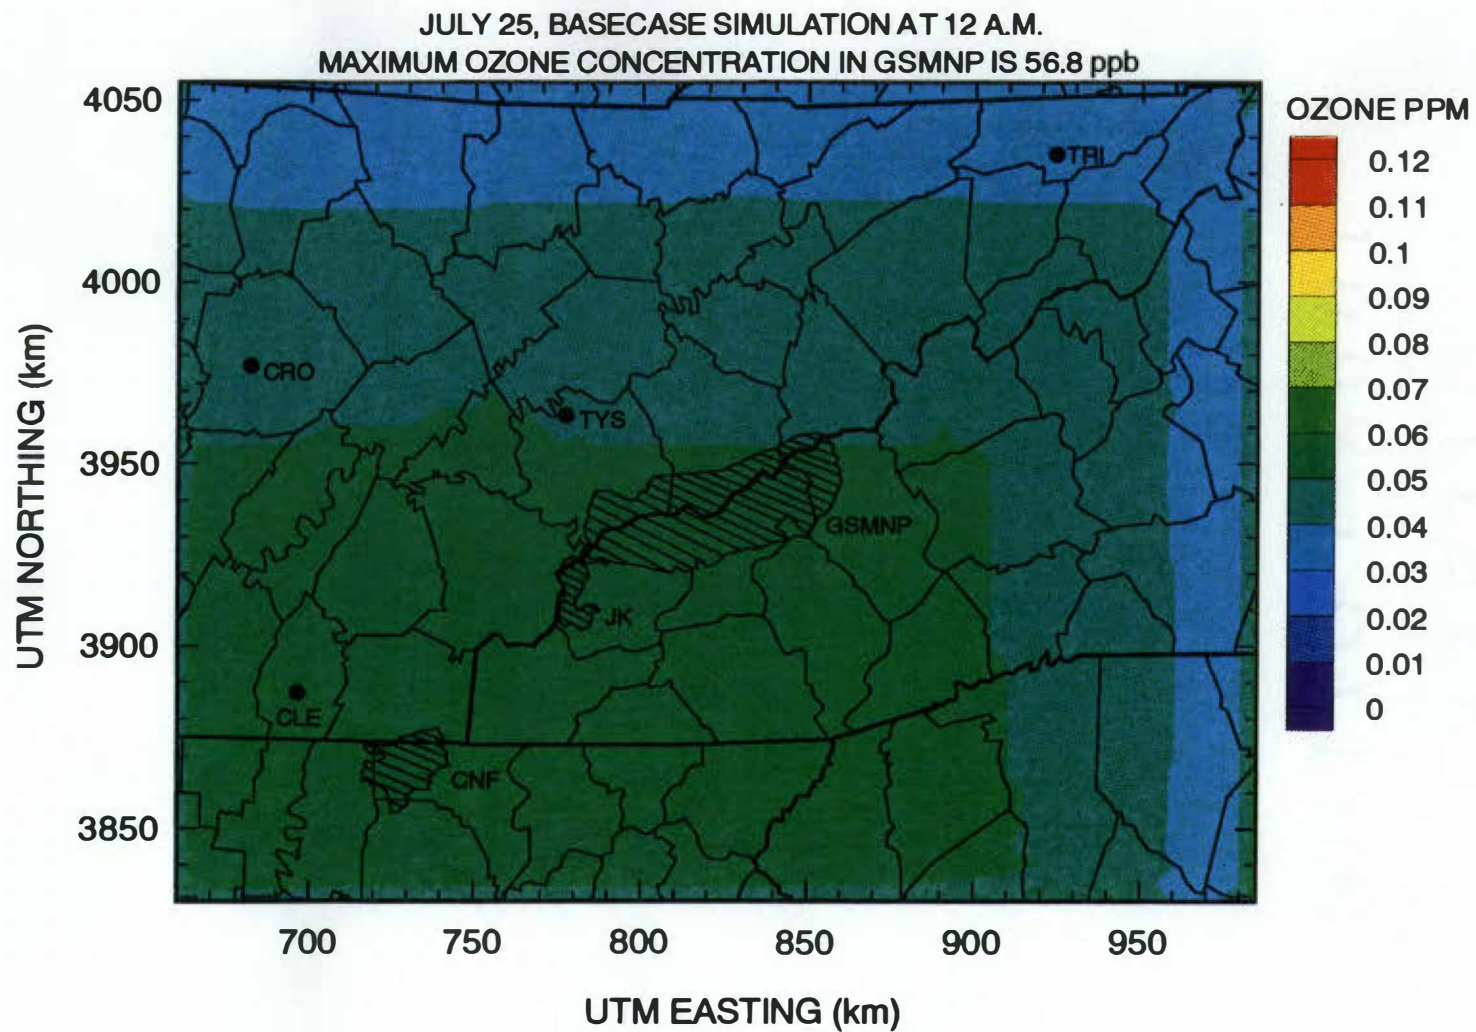 JULY 25, BASECASE SIMULATION AT 12 A.M.
MAXIMUM OZONE CONCENTRATION IN GSMNP IS 56.8 ppb
OZONE PPM
0.12
0.11
0.1
0.09
0.08
0.07
0.06
0.05
0.04
0.03
0.02
0.01
0
UTM NORTHING (km)
4050
4000
3950
3900
3850
TRI
CRO
TYS
GSMNP
JK
CLE
CNF
700
750
800
850
900
950
UTM EASTING (km)